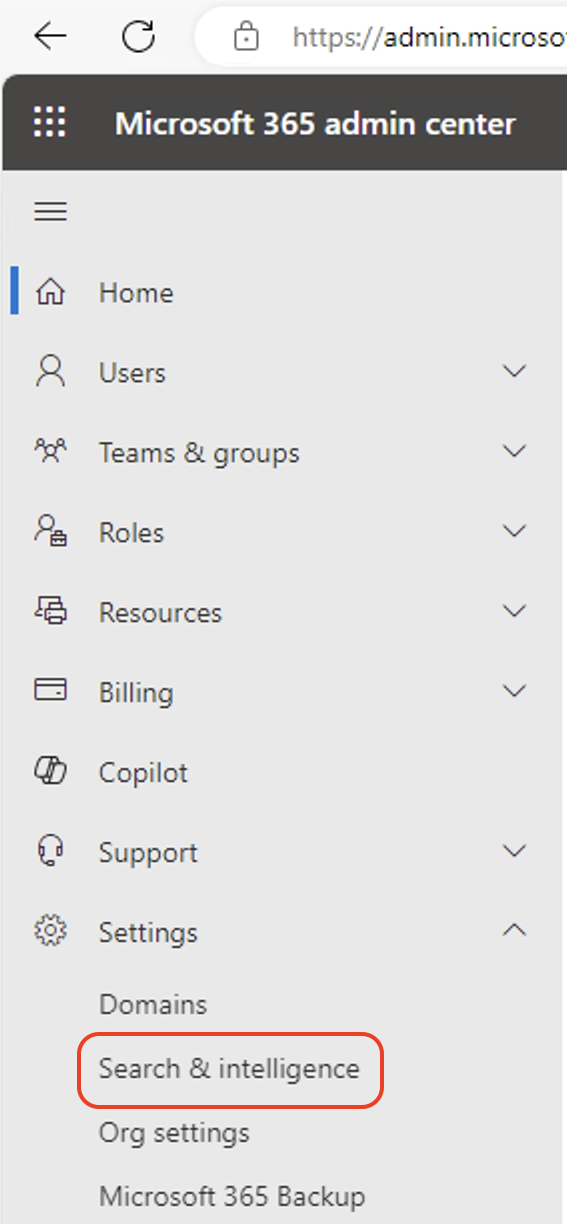 https://admin.microso
Microsoft 365 admin center
Home
Users
Teams & groups
Roles
Resources
Billing
Copilot
Support
Settings
Domains
Search & intelligence
Org settings
Microsoft 365 Backup